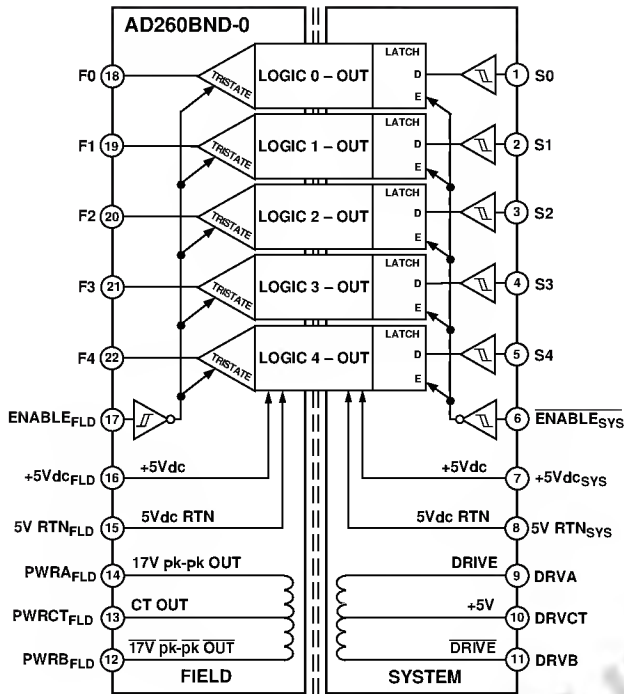 AD260BND-0
F0 18 TRISTATE LOGIC 0 – OUT LATCH D E 1 S0
F1 19 TRISTATE LOGIC 1 – OUT LATCH D E 2 S1
F2 20 TRISTATE LOGIC 2 – OUT LATCH D E 3 S2
F3 21 TRISTATE LOGIC 3 – OUT LATCH D E 4 S3
F4 22 TRISTATE LOGIC 4 – OUT LATCH D E 5 S4
ENABLEFLD 17 6 ENABLESYS
+5VdcFLD 16 +5Vdc +5Vdc 7 +5VdcSYS
5V RTNFLD 15 5Vdc RTN 5Vdc RTN 8 5V RTNSYS
PWRAFLD 14 17V pk-pk OUT DRIVE 9 DRVA
PWRCTFLD 13 CT OUT +5V 10 DRVCT
PWRBFLD 12 17V pk-pk OUT DRIVE 11 DRVB
FIELD SYSTEM